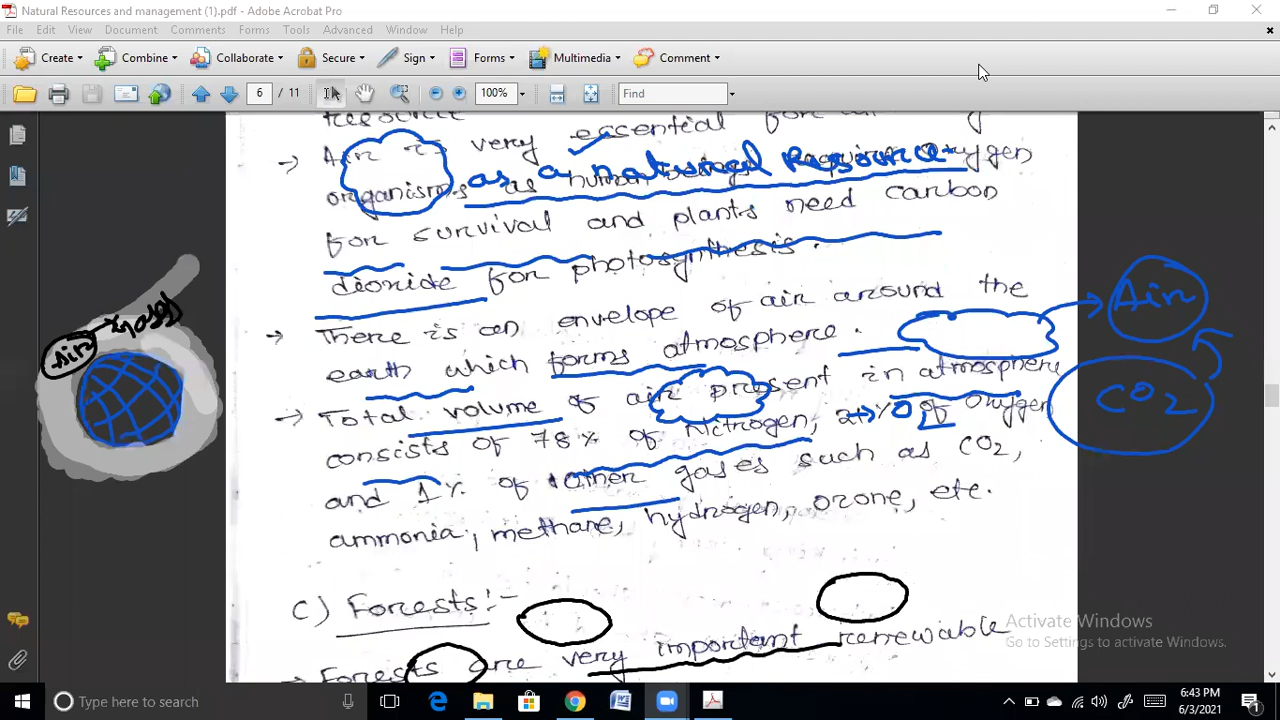 Natural Resources and management (1).pdf - Adobe Acrobat Pro
File Edit View Document Comments Forms Tools Advanced Window Help
Create Combine Collaborate Secure Sign Forms Multimedia Comment
6 / 11 100% Find
Resource
-> Air is very essential for
as a natural Resource
organisms as human beings require oxygen
for survival and plants need carbon
dioxide for photosynthesis.
-> There is an envelope of air around the
earth which forms atmosphere.
-> Total volume of air present in atmosphere
consists of 78% of Nitrogen, 21% of oxygen
and 1% of other gases such as CO2,
ammonia, methane, hydrogen, ozone, etc.
Air
CO2
Air
C) Forests:-
-> Forests are very important renewable
Activate Windows
Go to Settings to activate Windows.
Type here to search
6:43 PM
6/3/2021